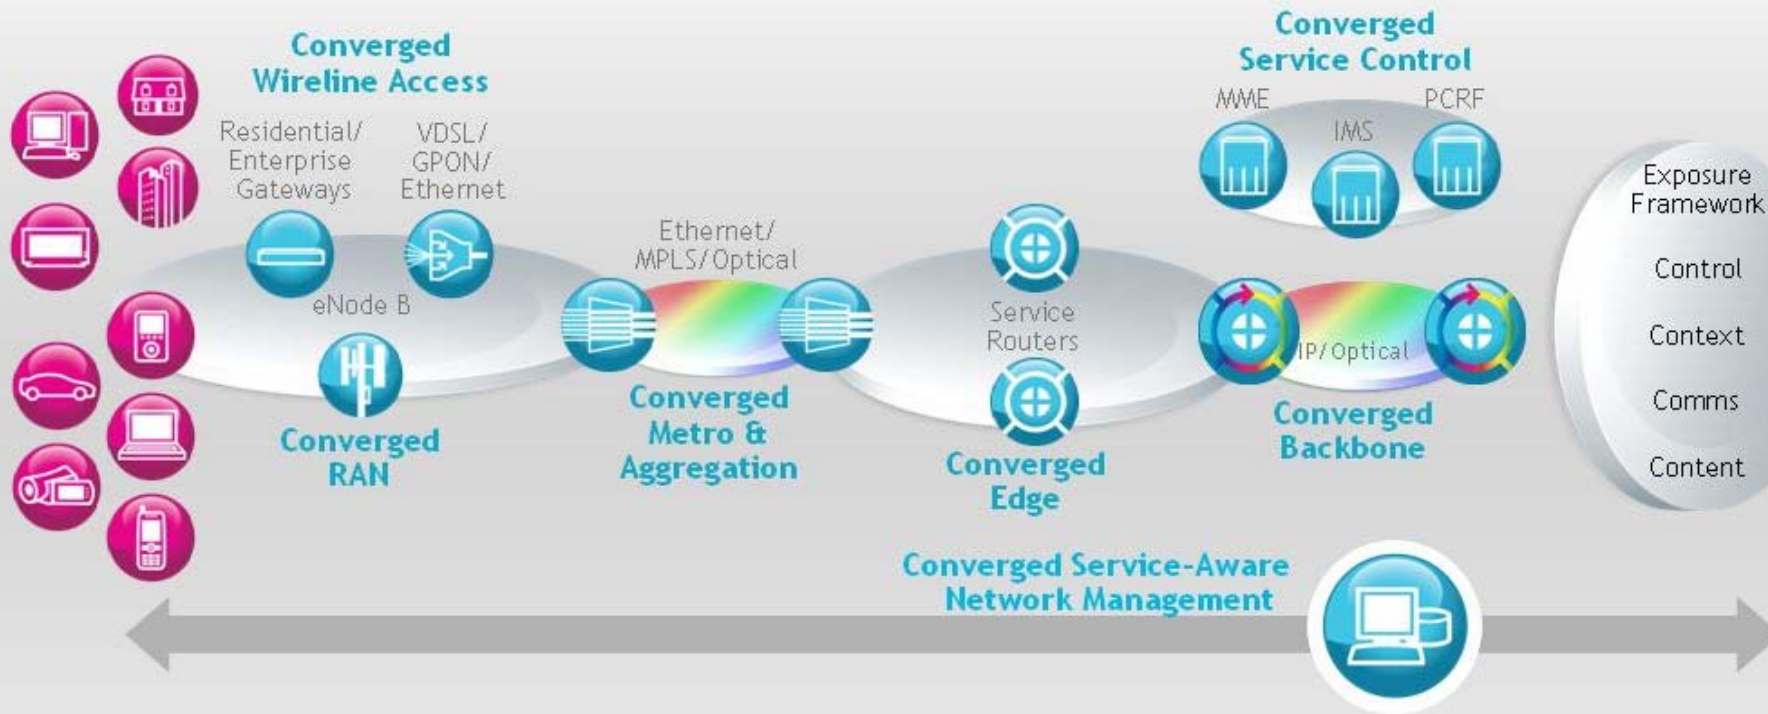 Converged
Wireline Access
Residential/
Enterprise
Gateways
VDSL/
GPON/
Ethernet
eNode B
Converged
RAN
Ethernet/
MPLS/Optical
Converged
Metro &
Aggregation
Service
Routers
Converged
Edge
Converged
Service Control
MME
IMS
PCRF
IP/Optical
Converged
Backbone
Exposure
Framework
Control
Context
Comms
Content
Converged Service-Aware
Network Management